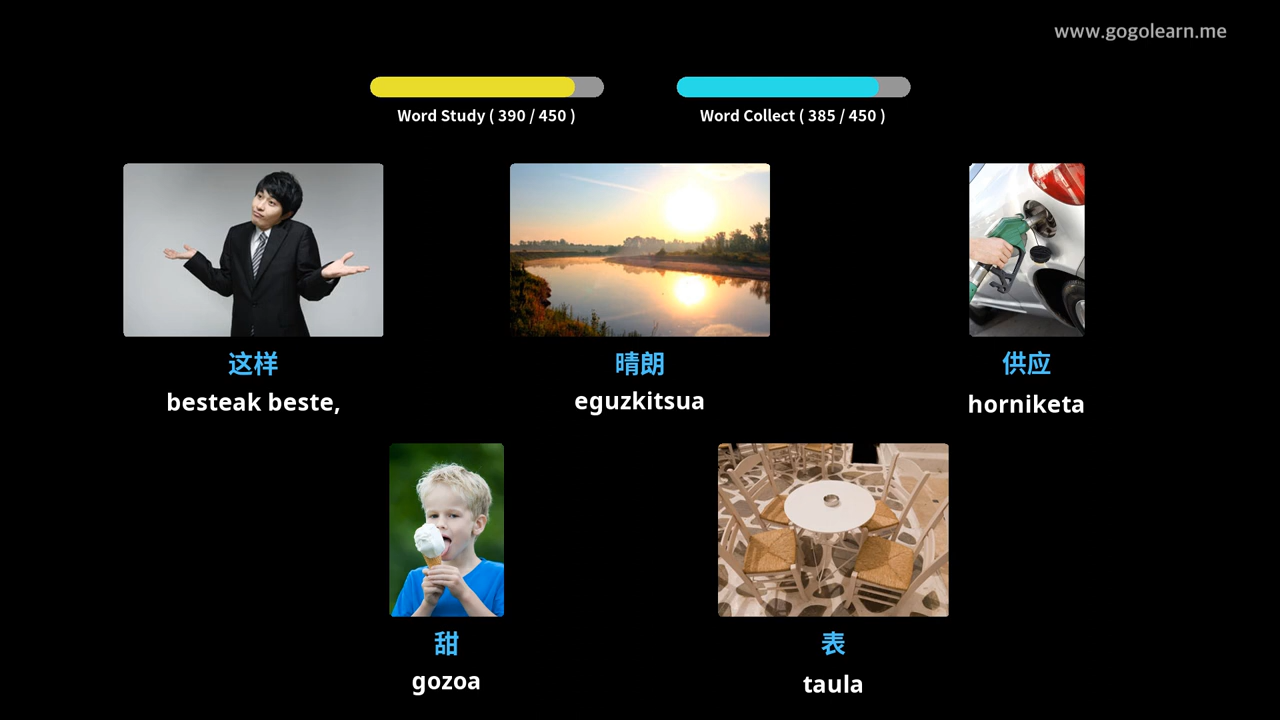 www.gogolearn.me
Word Study ( 390 / 450 )
Word Collect ( 385 / 450 )
这样
besteak beste,
晴朗
eguzkitsua
供应
horniketa
甜
gozoa
表
taula